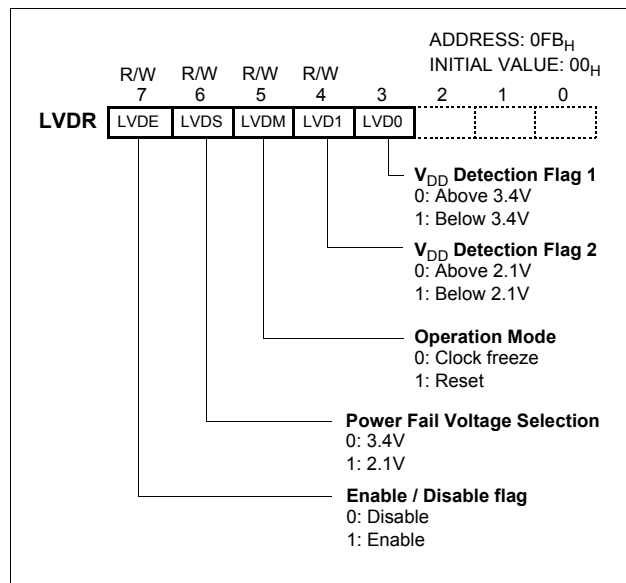 ADDRESS: 0FBH
INITIAL VALUE: 00H
R/W R/W R/W R/W
7 6 5 4 3 2 1 0
LVDR LVDE LVDS LVDM LVD1 LVD0
VDD Detection Flag 1
0: Above 3.4V
1: Below 3.4V
VDD Detection Flag 2
0: Above 2.1V
1: Below 2.1V
Operation Mode
0: Clock freeze
1: Reset
Power Fail Voltage Selection
0: 3.4V
1: 2.1V
Enable / Disable flag
0: Disable
1: Enable